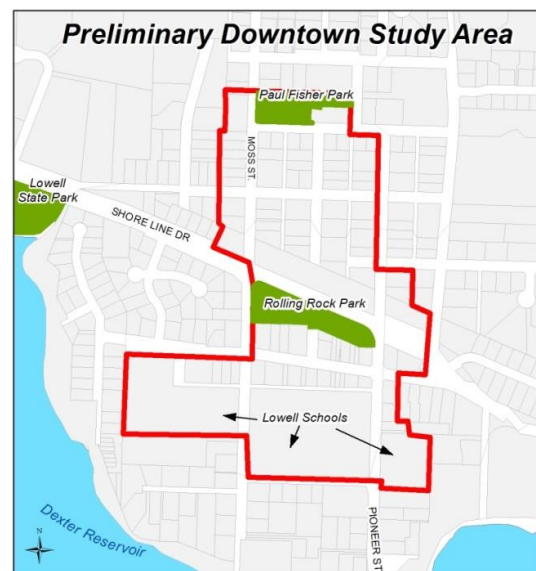 Preliminary Downtown Study Area
Paul Fisher Park
MOSS ST.
Lowell
State Park
SHORE LINE DR
Rolling Rock Park
Lowell Schools
PIONEER ST
Dexter Reservoir
N